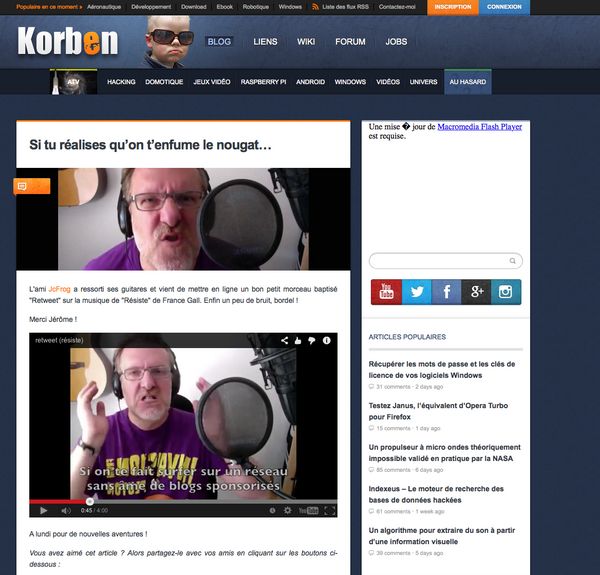 Populaire en ce moment » Aéronautique Développement Download Ebook Robotique Windows Liste des flux RSS Contactez-moi INSCRIPTION CONNEXION
Korben BLOG LIENS WIKI FORUM JOBS
HACKING DOMOTIQUE JEUX VIDÉO RASPBERRY PI ANDROID WINDOWS VIDÉOS UNIVERS AU HASARD
Si tu réalises qu'on t'enfume le nougat…
L'ami JcFrog a ressorti ses guitares et vient de mettre en ligne un bon petit morceau baptisé
"Retweet" sur la musique de "Résiste" de France Gall. Enfin un peu de bruit, bordel !
Merci Jérôme !
retweet (résiste)
Si on te fait surfer sur un réseau
sans âme de blogs sponsorisés
0:45 / 4:00 YouTube
A lundi pour de nouvelles aventures !
Vous avez aimé cet article ? Alors partagez-le avec vos amis en cliquant sur les boutons ci-
dessous :
Une mise � jour de Macromedia Flash Player
est requise.
You Tube f g+
ARTICLES POPULAIRES
Récupérer les mots de passe et les clés de
licence de vos logiciels Windows
31 comments · 2 days ago
Testez Janus, l'équivalent d'Opera Turbo
pour Firefox
15 comments · 1 day ago
Un propulseur à micro ondes théoriquement
impossible validé en pratique par la NASA
85 comments · 6 days ago
Indexeus – Le moteur de recherche des
bases de données hackées
61 comments · 1 week ago
Un algorithme pour extraire du son à partir
d'une information visuelle
39 comments · 5 days ago